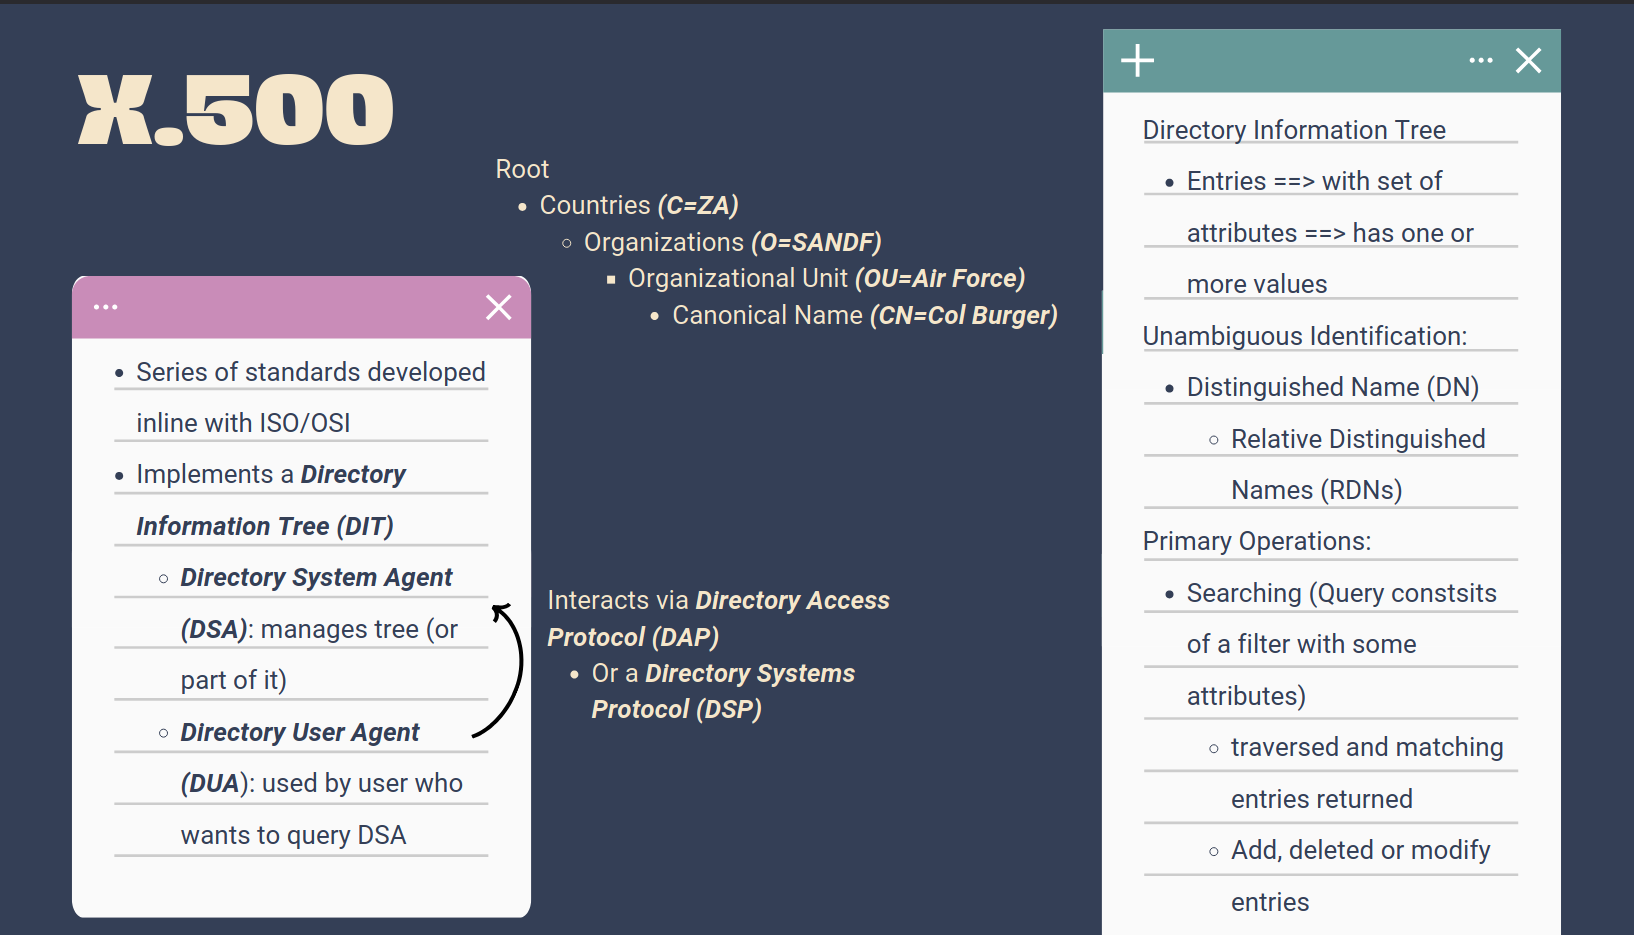 X.500
Root
• Countries (C=ZA)
○ Organizations (O=SANDF)
▪ Organizational Unit (OU=Air Force)
• Canonical Name (CN=Col Burger)
• Series of standards developed
inline with ISO/OSI
• Implements a Directory
Information Tree (DIT)
○ Directory System Agent
(DSA): manages tree (or
part of it)
○ Directory User Agent
(DUA): used by user who
wants to query DSA
Interacts via Directory Access
Protocol (DAP)
• Or a Directory Systems
Protocol (DSP)
Directory Information Tree
• Entries ==> with set of
attributes ==> has one or
more values
Unambiguous Identification:
• Distinguished Name (DN)
○ Relative Distinguished
Names (RDNs)
Primary Operations:
• Searching (Query constsits
of a filter with some
attributes)
○ traversed and matching
entries returned
○ Add, deleted or modify
entries